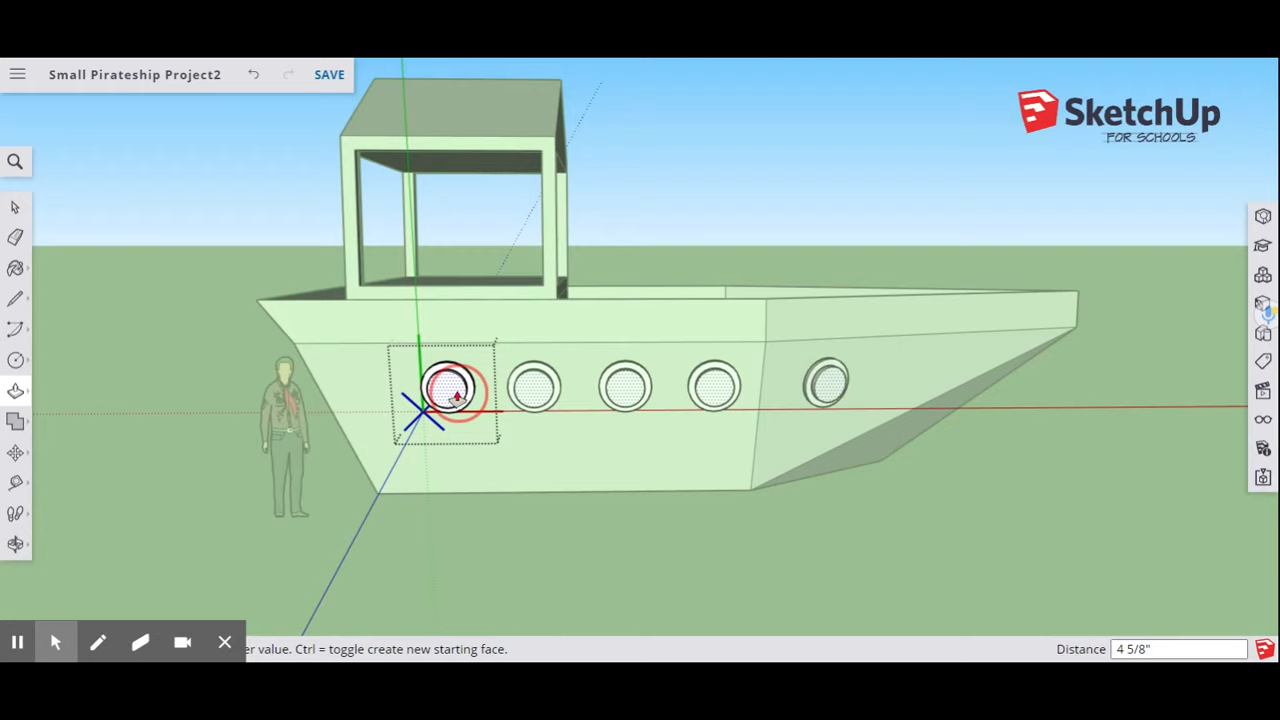 Small Pirateship Project2
SAVE
SketchUp
FOR SCHOOLS
er value. Ctrl = toggle create new starting face.
Distance
4 5/8"